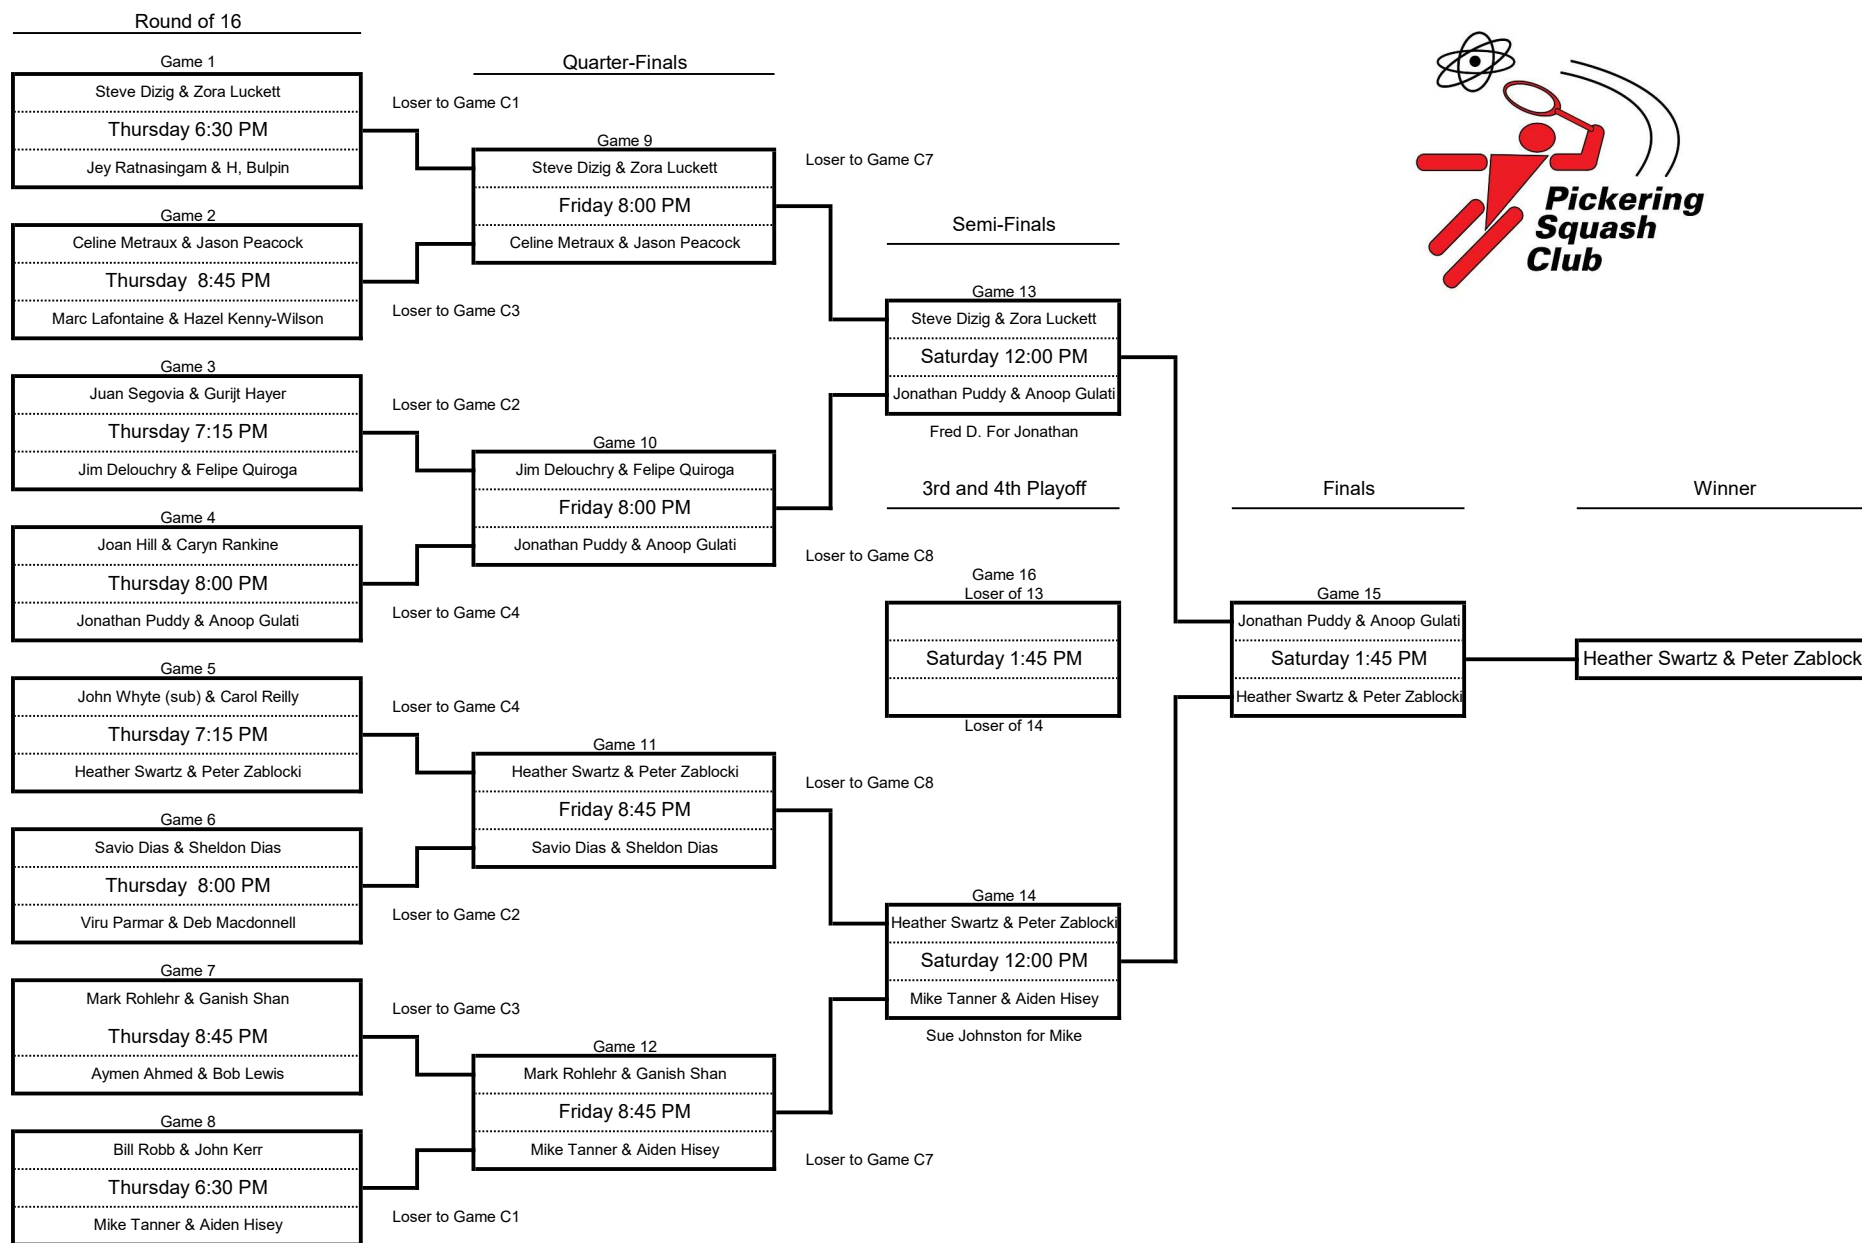 Round of 16
Game 1
Steve Dizig & Zora Luckett
Thursday 6:30 PM
Jey Ratnasingam & H, Bulpin
Loser to Game C1
Game 2
Celine Metraux & Jason Peacock
Thursday 8:45 PM
Marc Lafontaine & Hazel Kenny-Wilson
Loser to Game C3
Game 3
Juan Segovia & Gurijt Hayer
Thursday 7:15 PM
Jim Delouchry & Felipe Quiroga
Loser to Game C2
Game 4
Joan Hill & Caryn Rankine
Thursday 8:00 PM
Jonathan Puddy & Anoop Gulati
Loser to Game C4
Game 5
John Whyte (sub) & Carol Reilly
Thursday 7:15 PM
Heather Swartz & Peter Zablocki
Loser to Game C4
Game 6
Savio Dias & Sheldon Dias
Thursday 8:00 PM
Viru Parmar & Deb Macdonnell
Loser to Game C2
Game 7
Mark Rohlehr & Ganish Shan
Thursday 8:45 PM
Aymen Ahmed & Bob Lewis
Loser to Game C3
Game 8
Bill Robb & John Kerr
Thursday 6:30 PM
Mike Tanner & Aiden Hisey
Loser to Game C1
Quarter-Finals
Game 9
Steve Dizig & Zora Luckett
Friday 8:00 PM
Celine Metraux & Jason Peacock
Loser to Game C7
Game 10
Jim Delouchry & Felipe Quiroga
Friday 8:00 PM
Jonathan Puddy & Anoop Gulati
Loser to Game C8
Game 11
Heather Swartz & Peter Zablocki
Friday 8:45 PM
Savio Dias & Sheldon Dias
Loser to Game C8
Game 12
Mark Rohlehr & Ganish Shan
Friday 8:45 PM
Mike Tanner & Aiden Hisey
Loser to Game C7
Semi-Finals
Game 13
Steve Dizig & Zora Luckett
Saturday 12:00 PM
Jonathan Puddy & Anoop Gulati
Fred D. For Jonathan
3rd and 4th Playoff
Game 16
Loser of 13
Saturday 1:45 PM
Loser of 14
Game 14
Heather Swartz & Peter Zablocki
Saturday 12:00 PM
Mike Tanner & Aiden Hisey
Sue Johnston for Mike
Finals
Game 15
Jonathan Puddy & Anoop Gulati
Saturday 1:45 PM
Heather Swartz & Peter Zablocki
Winner
Heather Swartz & Peter Zablock
Pickering
Squash
Club